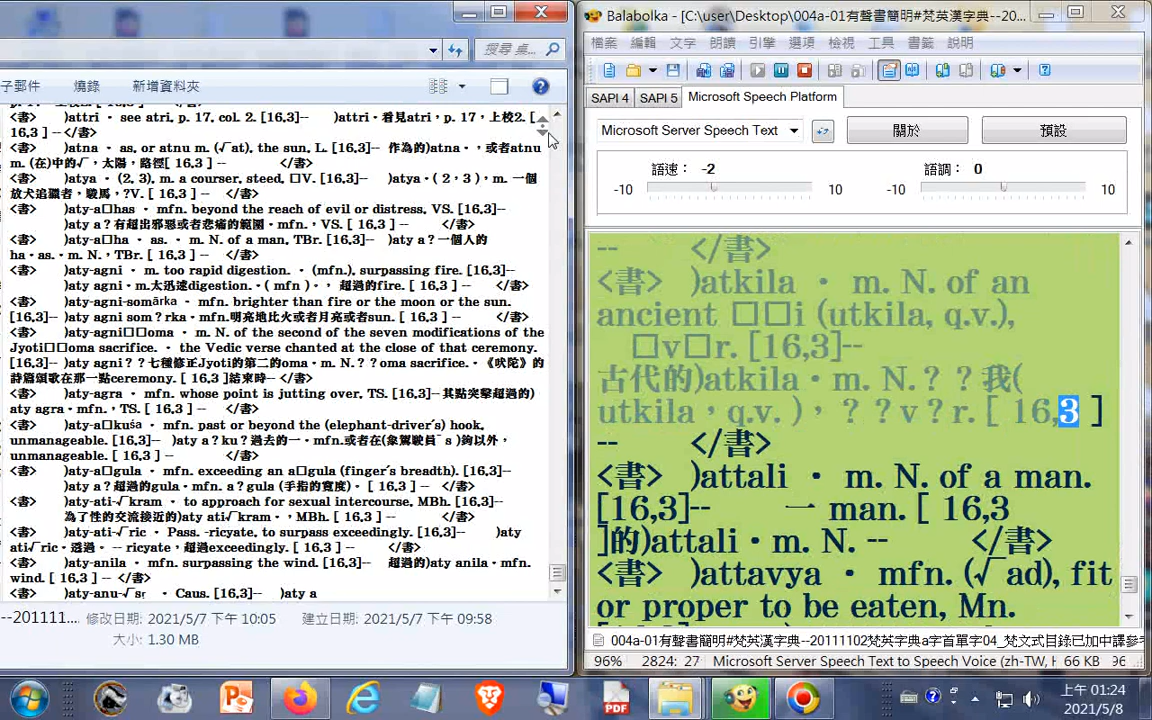 搜尋 桌...
子郵件 燒錄 新增資料夾
16,3 ] --</書>
<書> )attri・see atri. p. 17, col. 2. [16,3]-- )attri・看見atri，p. 17，上校2. [
16,3 ] --</書>
<書> )atna・as. or atnu m. (√at). the sun. L. [16,3]-- 作為的)atna・，或者atnu
m. (在)中的√，太陽，路徑[ 16,3 ] </書>
<書> )atya・(2, 3). m. a courser, steed, □V. [16,3]-- )atya・( 2，3 )，m. 一個
放犬追獵者，駿馬，?V. [ 16,3 ] </書>
<書> )aty-a□has・mfn. beyond the reach of evil or distress. VS. [16,3]--
)aty a？有超出邪惡或者悲痛的範圍・mfn.，VS. [ 16,3 ] </書>
<書> )aty-a□ha・as.・m. N. of a man, TBr. [16,3]-- )aty a？一個人的
ha・as.・m. N., TBr. [ 16,3 ] </書>
<書> )aty-agni・m. too rapid digestion.・(mfn.), surpassing fire. [16,3]--
)aty agni・m.太迅速digestion.・( mfn )・，超過的fire. [ 16,3 ] </書>
<書> )aty-agni-somārka・mfn. brighter than fire or the moon or the sun.
[16,3]-- )aty agni som？rka・mfn.明亮地比火或者月亮或者sun. [ 16,3 ] </書>
<書> )aty-agni□□oma・m. N. of the second of the seven modifications of the
Jyoti□□oma sacrifice.・the Vedic verse chanted at the close of that ceremony.
[16,3]-- )aty agni？？七種修正Jyoti的第二的oma・m. N.？？oma sacrifice.・《吠陀》的
詩篇頌歌在那一點ceremony. [ 16,3 ]結束時-- </書>
<書> )aty-agra・mfn. whose point is jutting over. TS. [16,3]-- 其點突擊超過的)
aty agra・mfn., TS. [ 16,3 ] </書>
<書> )aty-a□kuśa・mfn. past or beyond the (elephant-driver's) hook,
unmanageable. [16,3]-- )aty a？ku？過去的一・mfn.或者在(象駕駛員ˉs )夠以外，
unmanageable. [ 16,3 ] </書>
<書> )aty-a□gula・mfn. exceeding an a□gula (finger's breadth). [16,3]--
)aty a？超過的gula・mfn. a？gula (手指的寬度)。[ 16,3 ] </書>
<書> )aty-ati-√kram・to approach for sexual intercourse, MBh. [16,3]--
為了性的交流接近的)aty ati√kram・，MBh. [ 16,3 ] </書>
<書> )aty-ati-√ric・Pass. -ricyate, to surpass exceedingly. [16,3]-- )aty
ati√ric・透過。-- ricyate，超過exceedingly. [ 16,3 ] </書>
<書> )aty-anila・mfn. surpassing the wind. [16,3]-- 超過的)aty anila・mfn.
wind. [ 16,3 ] --</書>
<書> )aty-anu-√sṛ・Caus. [16,3]-- )aty a
--201111... 修改日期: 2021/5/7 下午 10:05 建立日期: 2021/5/7 下午 09:58
大小: 1.30 MB
Balabolka - [C:\user\Desktop\004a-01有聲書簡明#梵英漢字典--20...
檔案 編輯 文字 朗讀 引擎 選項 檢視 工具 書籤 說明
SAPI 4 SAPI 5 Microsoft Speech Platform
Microsoft Server Speech Text 關於 預設
語速: -2 語調: 0
-10 10 -10 10
-- </書>
<書> )atkila・m. N. of an
ancient □□i (utkila, q.v.),
□v□r. [16,3]--
古代的)atkila・m. N.？？我(
utkila，q.v. )，？？v？r. [ 16,3 ]
-- </書>
<書> )attali・m. N. of a man.
[16,3]-- 一 man. [ 16,3
]的)attali・m. N. -- </書>
<書> )attavya・mfn. (√ad), fit
or proper to be eaten, Mn.
004a-01有聲書簡明#梵英漢字典--20111102梵英字典a字首單字04_梵文式目錄已加中譯參考
96% 2824: 27 Microsoft Server Speech Text to Speech Voice (zh-TW, H 66 KB 96
上午 01:24
2021/5/8